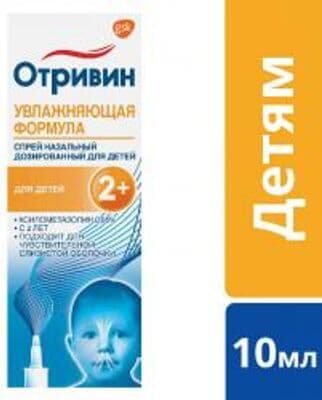 gsk
Отривин
УВЛАЖНЯЮЩАЯ
ФОРМУЛА
СПРЕЙ НАЗАЛЬНЫЙ
ДОЗИРОВАННЫЙ ДЛЯ ДЕТЕЙ
ДЛЯ ДЕТЕЙ 2+
• КСИЛОМЕТАЗОЛИН 0,05%
• С 2 ЛЕТ
• ПОДХОДИТ ДЛЯ
ЧУВСТВИТЕЛЬНОЙ
СЛИЗИСТОЙ ОБОЛОЧКИ
Детям
10мл